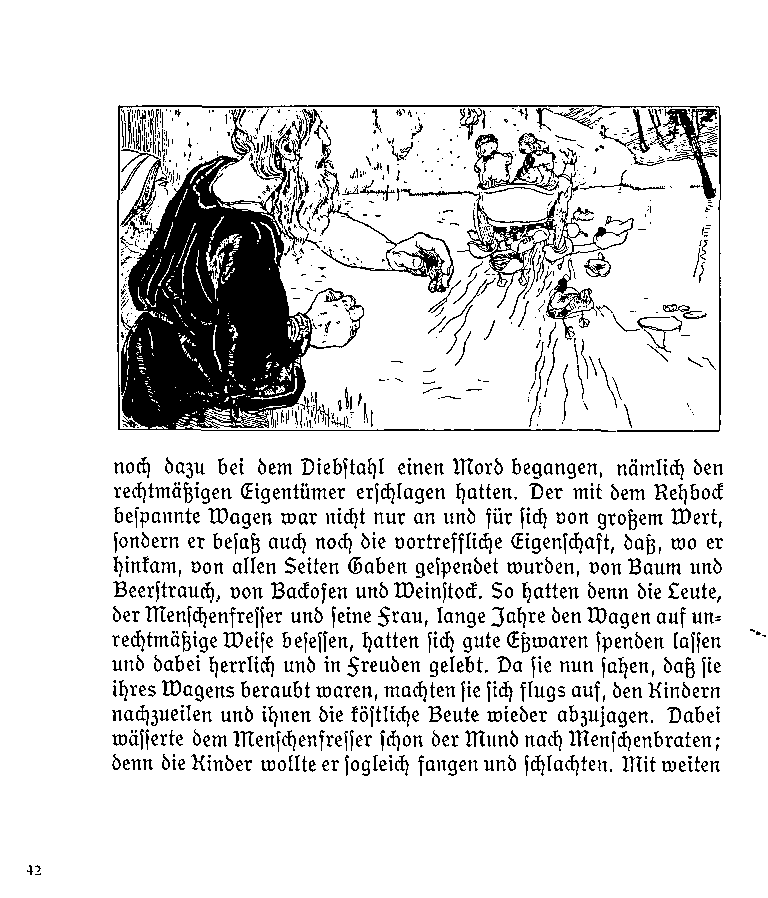 noch dazu bei dem Diebstahl einen Mord begangen, nämlich den
rechtmäßigen Eigentümer erschlagen hatten. Der mit dem Rehbock
bespannte Wagen war nicht nur an und für sich von großem Wert,
sondern er besaß auch noch die vortreffliche Eigenschaft, daß, wo er
hinkam, von allen Seiten Gaben gespendet wurden, von Baum und
Beerstrauch, von Backofen und Weinstock. So hatten denn die Leute,
der Menschenfresser und seine Frau, lange Jahre den Wagen auf un-
rechtmäßige Weise besessen, hatten sich gute Eßwaren spenden lassen
und dabei herrlich und in Freuden gelebt. Da sie nun sahen, daß sie
ihres Wagens beraubt waren, machten sie sich flugs auf, den Kindern
nachzueilen und ihnen die köstliche Beute wieder abzujagen. Dabei
wässerte dem Menschenfresser schon der Mund nach Menschenbraten;
denn die Kinder wollte er sogleich fangen und schlachten. Mit weiten
42